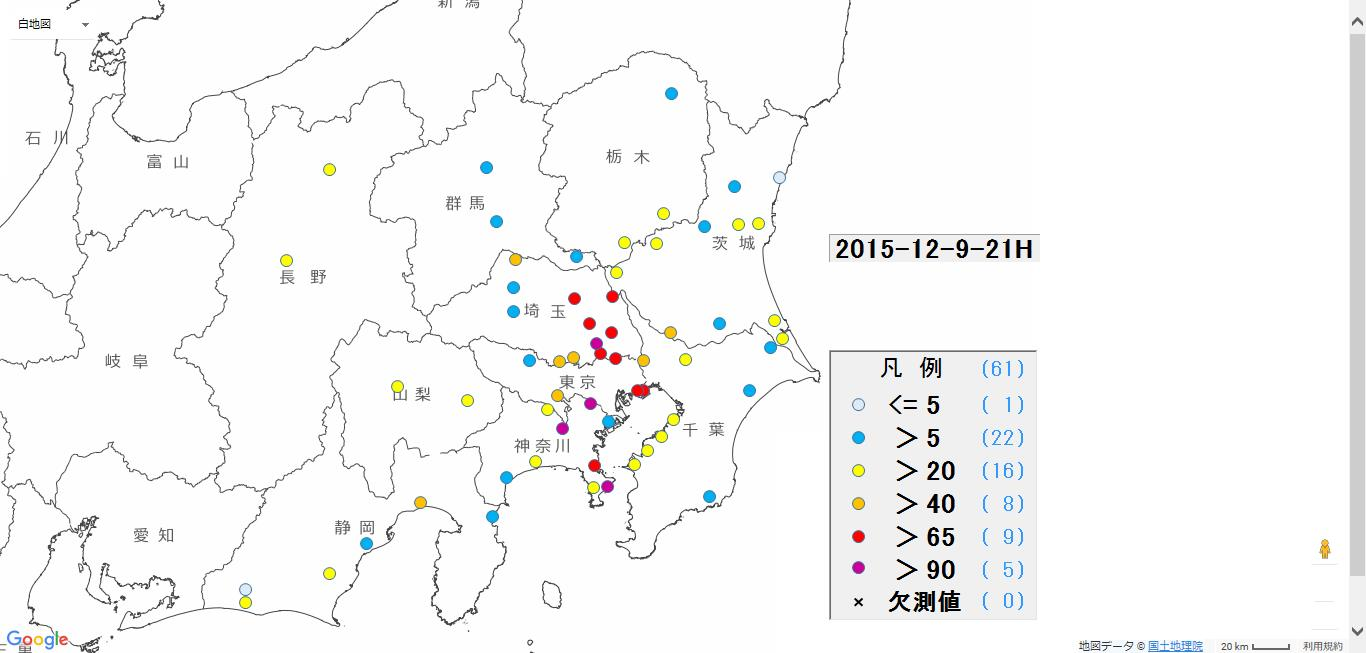 新 潟
白地図
石 川
富 山
栃 木
群 馬
茨 城
2015-12-9-21H
長 野
埼 玉
岐 阜
凡 例 (61)
<= 5 ( 1)
＞ 5 (22)
＞ 20 (16)
＞ 40 ( 8)
＞ 65 ( 9)
＞ 90 ( 5)
× 欠測値 ( 0)
東 京
山 梨
千 葉
神 奈 川
静 岡
愛 知
Google
地図データ © 国土地理院 20 km 利用規約